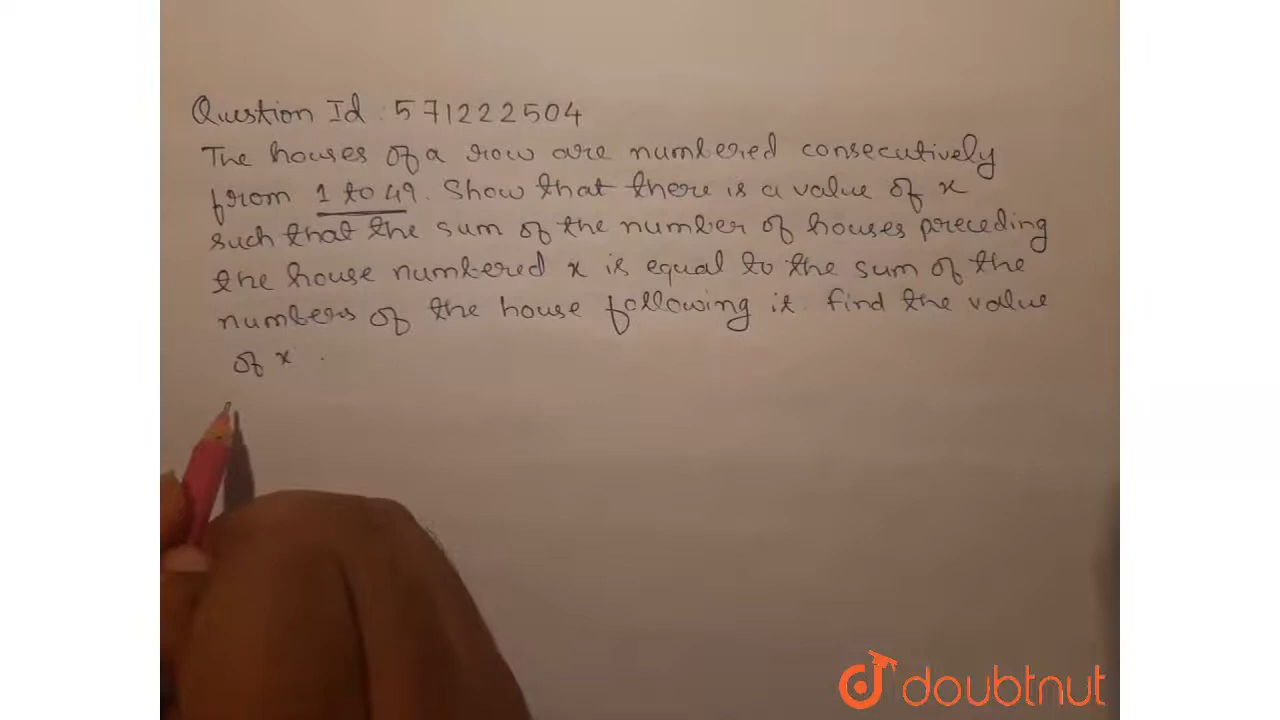 Question Id : 571222504
The houses of a row are numbered consecutively
from 1 to 49. Show that there is a value of x
such that the sum of the number of houses preceding
the house numbered x is equal to the sum of the
numbers of the house following it. find the value
of x .
doubtnut